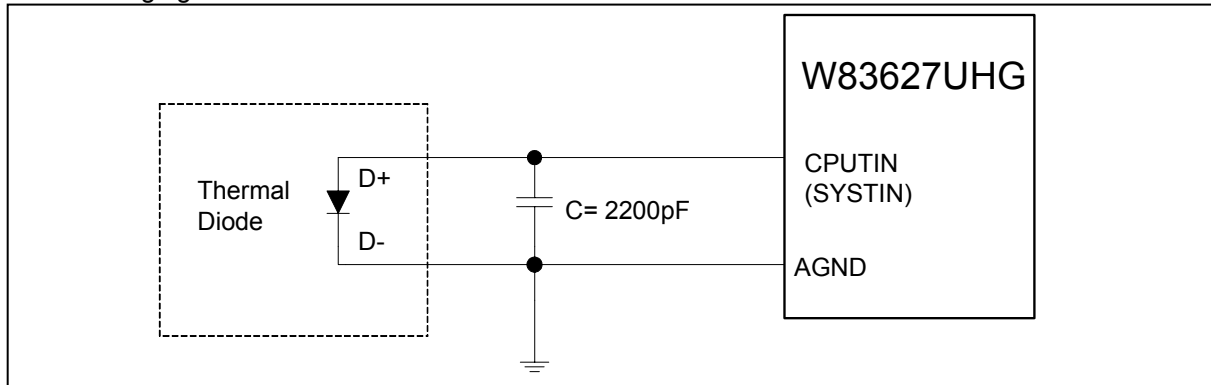 W83627UHG
D+
Thermal
Diode
D-
C= 2200pF
CPUTIN
(SYSTIN)
AGND